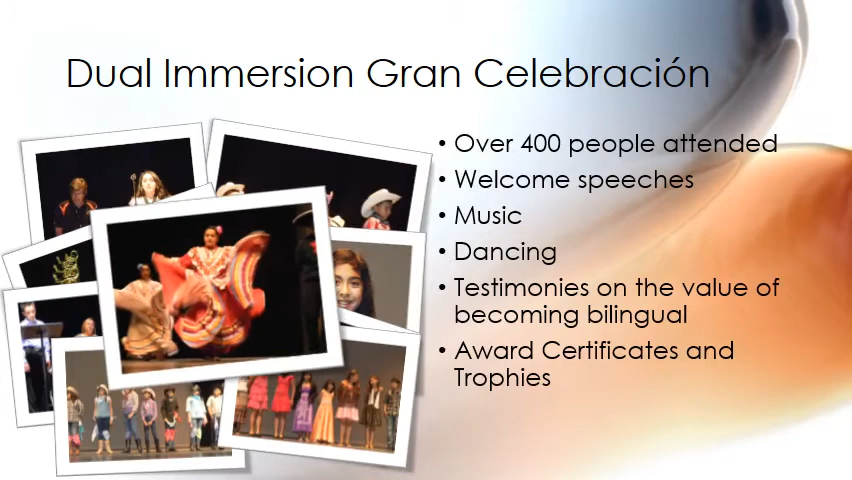 Dual Immersion Gran Celebración
• Over 400 people attended
• Welcome speeches
• Music
• Dancing
• Testimonies on the value of
becoming bilingual
• Award Certificates and
Trophies